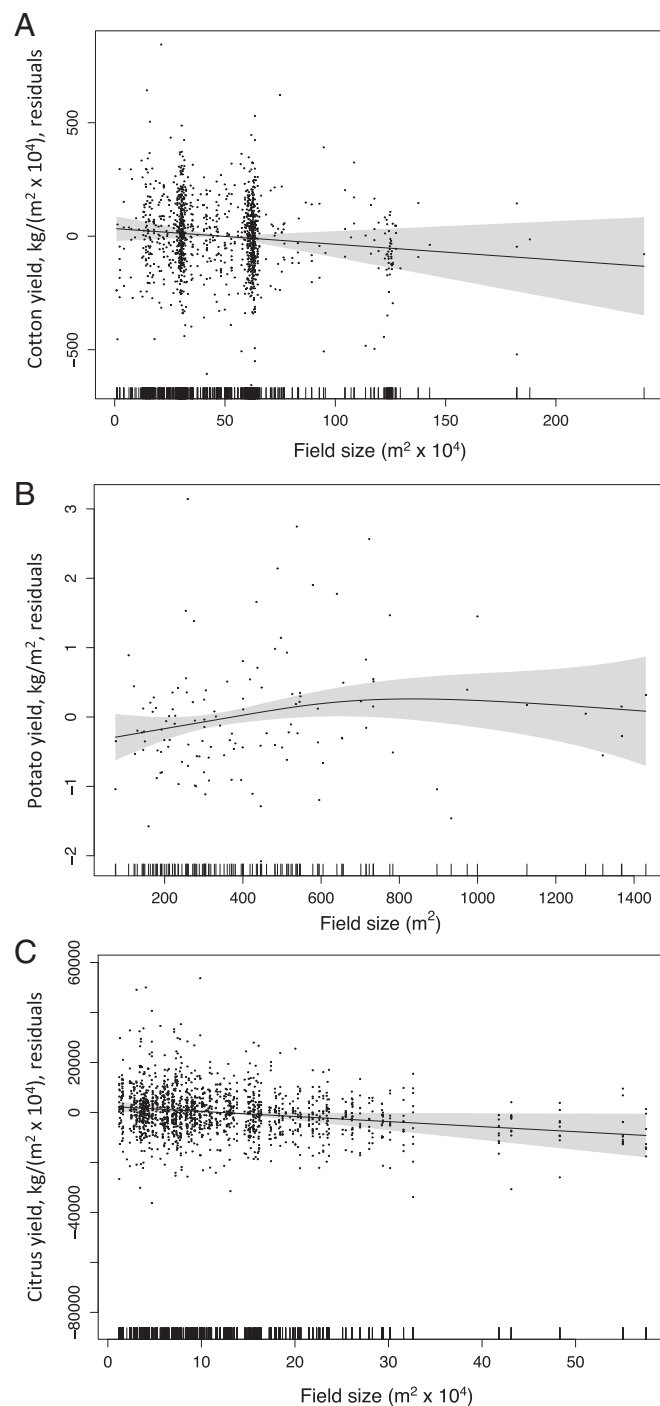 A
Cotton yield, kg/(m² x 10⁴), residuals
500
0
−500
0 50 100 150 200
Field size (m² x 10⁴)
B
Potato yield, kg/m², residuals
3
2
1
0
−1
−2
200 400 600 800 1000 1200 1400
Field size (m²)
C
Citrus yield, kg/(m² x 10⁴), residuals
60000
20000
0
−40000
−80000
0 10 20 30 40 50
Field size (m² x 10⁴)